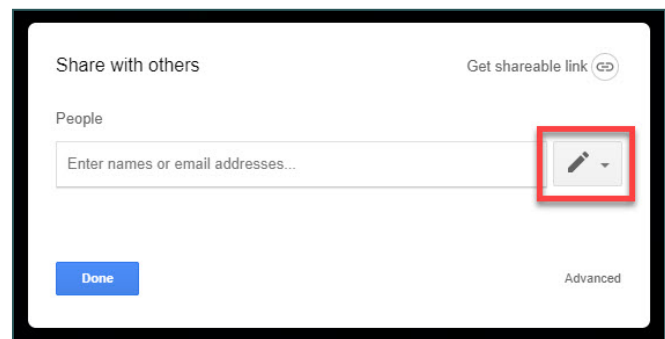 Share with others
Get shareable link
People
Enter names or email addresses...
Done
Advanced